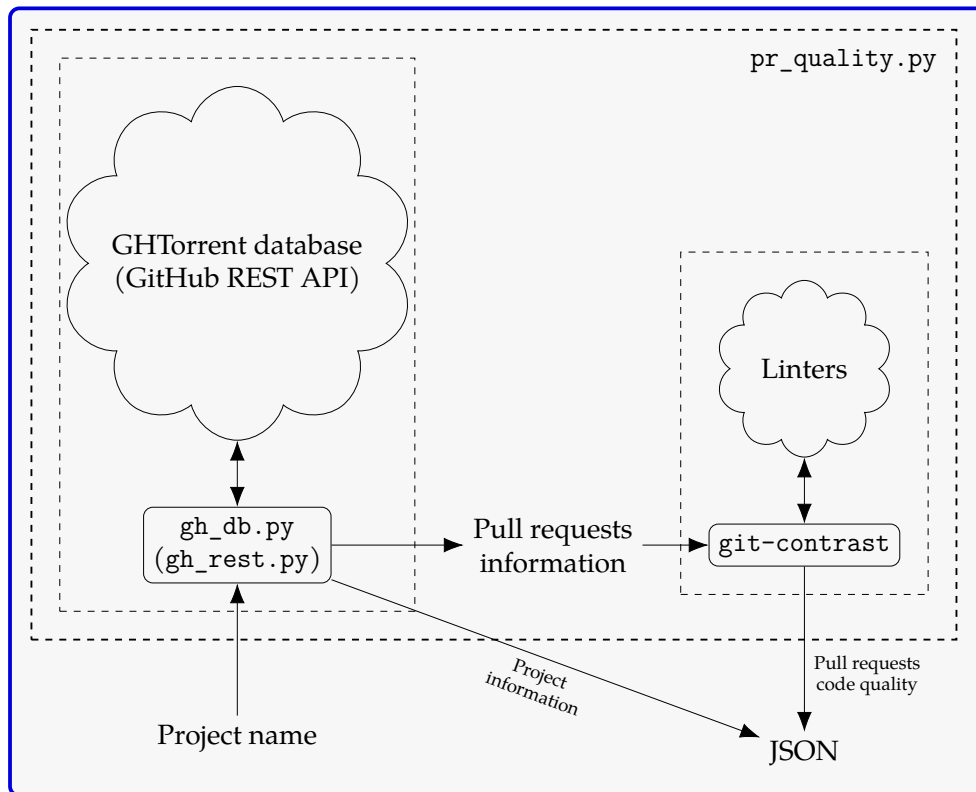 pr_quality.py
GHTorrent database
(GitHub REST API)
Linters
gh_db.py
(gh_rest.py)
Pull requests
information
git-contrast
Project
information
Pull requests
code quality
Project name
JSON